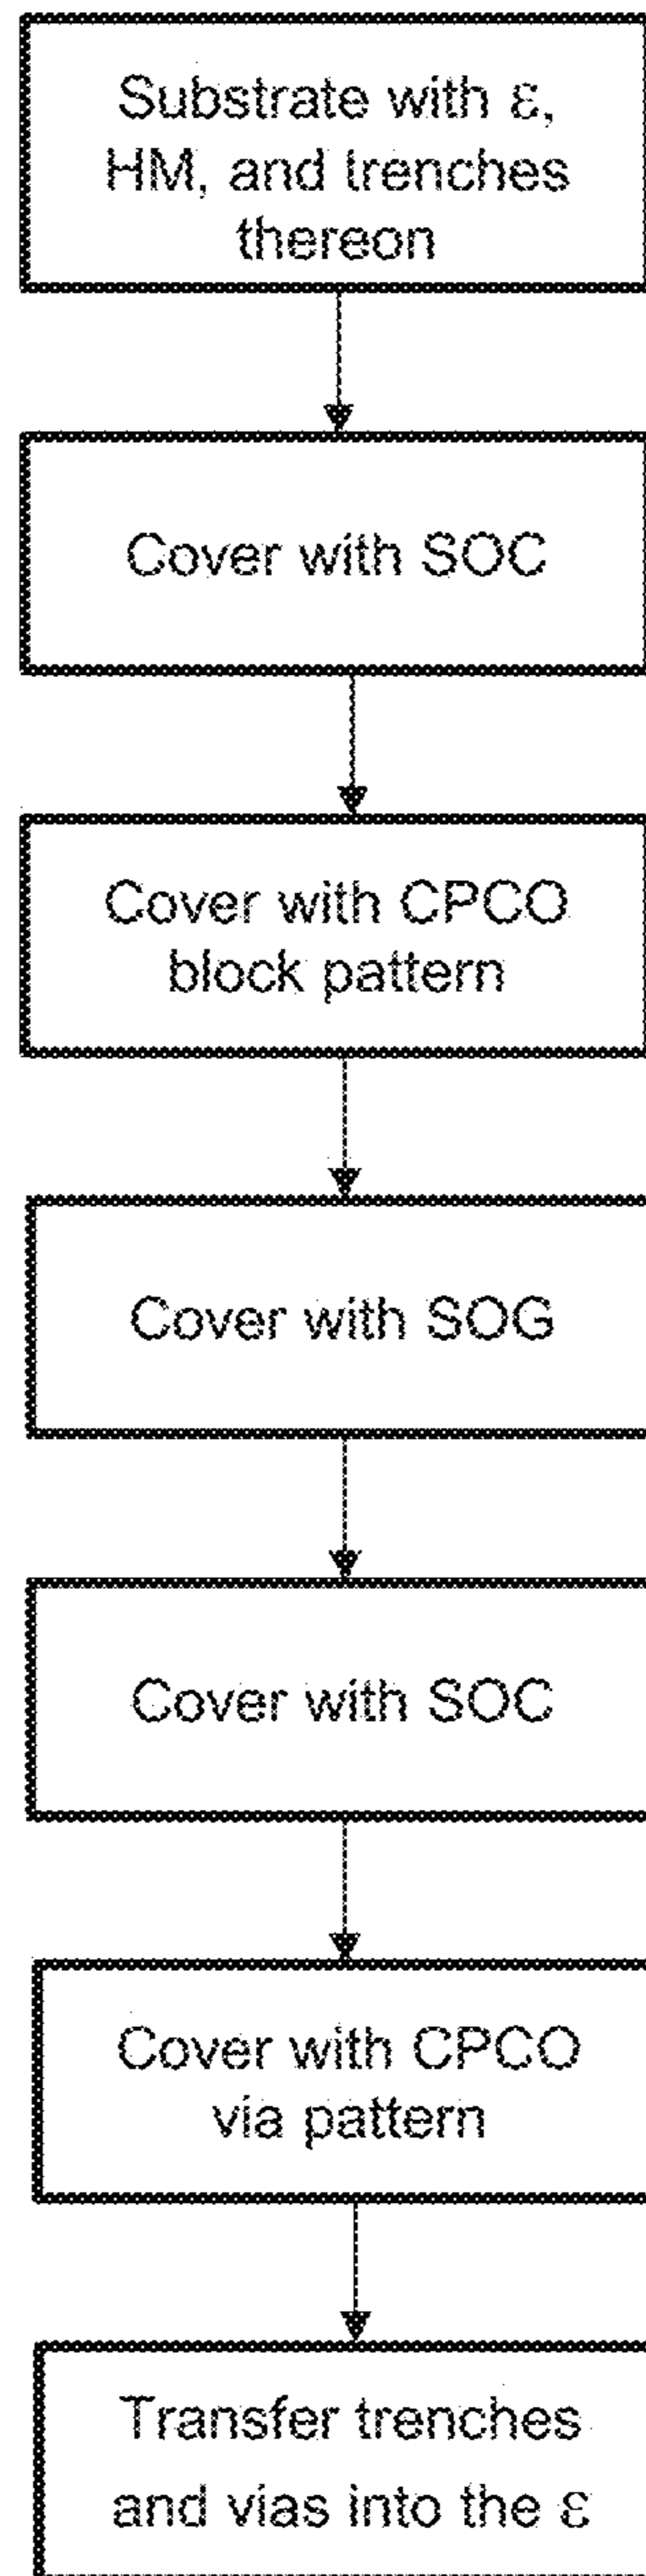 Substrate with ε,
HM, and trenches
thereon
Cover with SOC
Cover with CPCO
block pattern
Cover with SOG
Cover with SOC
Cover with CPCO
via pattern
Transfer trenches
and vias into the ε